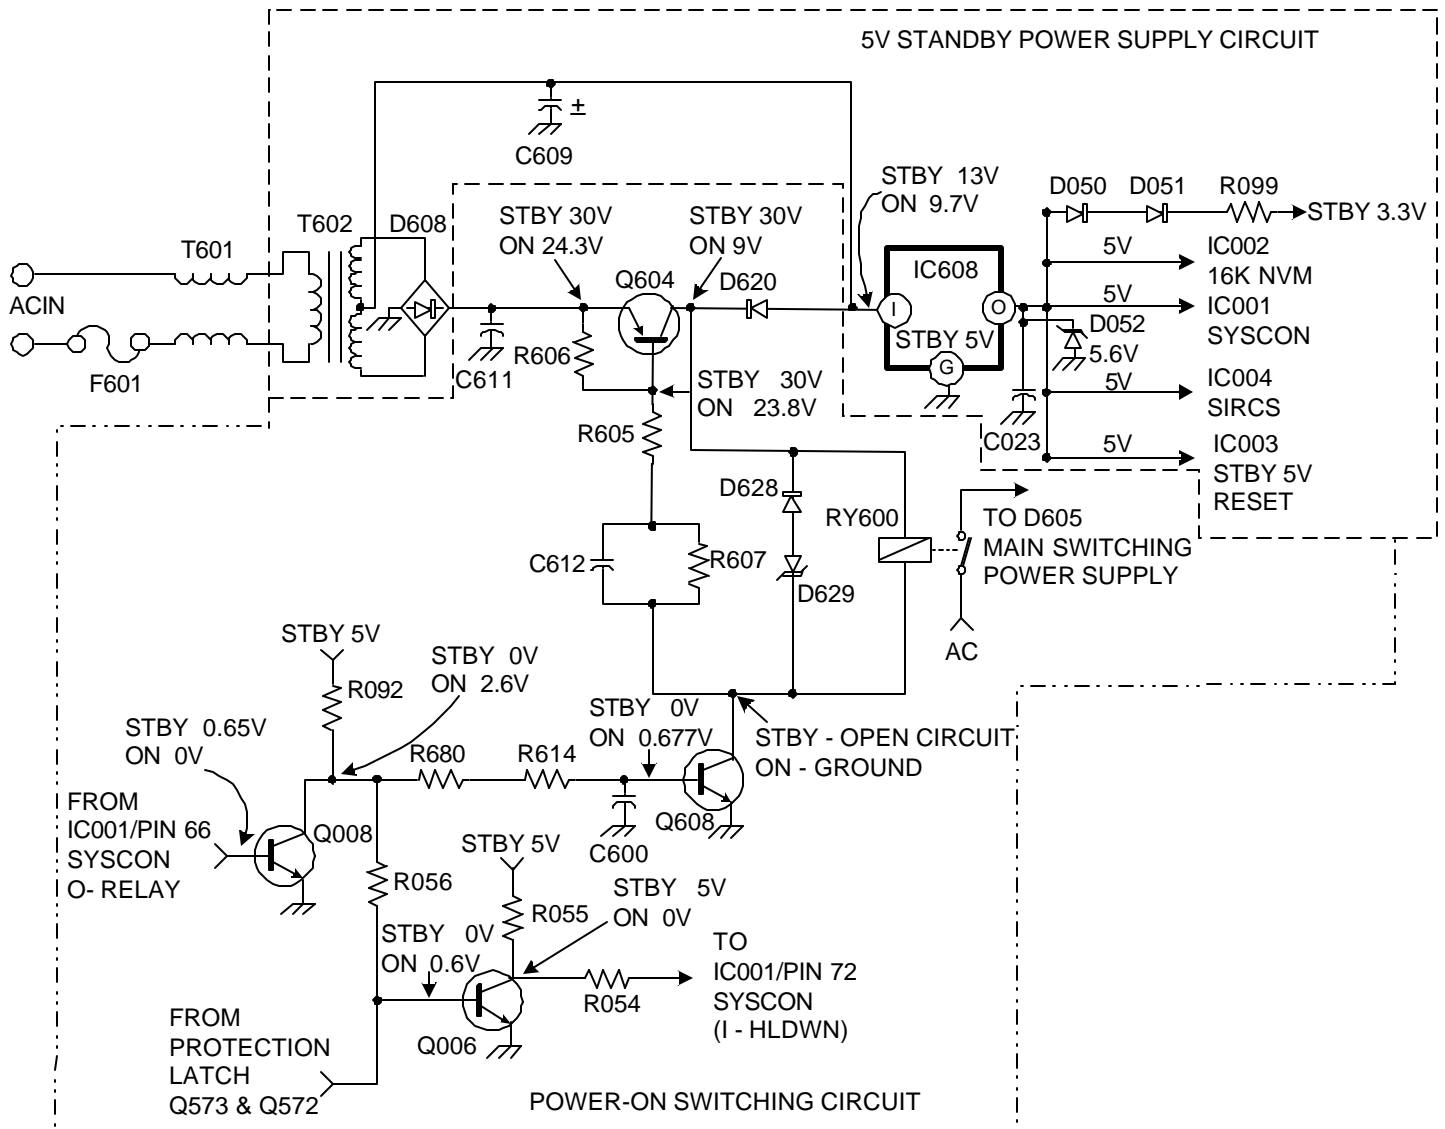 5V STANDBY POWER SUPPLY CIRCUIT
±
C609
STBY 13V
ON 9.7V
D050
D051
R099
STBY 3.3V
T602
D608
STBY 30V
ON 24.3V
STBY 30V
ON 9V
T601
ACIN
F601
Q604
D620
IC608
I
O
STBY 5V
G
5V
IC002
16K NVM
5V
IC001
SYSCON
D052
5.6V
5V
IC004
SIRCS
5V
IC003
STBY 5V
RESET
C023
C611
R606
STBY 30V
ON 23.8V
R605
D628
RY600
TO D605
MAIN SWITCHING
POWER SUPPLY
C612
R607
D629
AC
STBY 5V
R092
STBY 0V
ON 2.6V
STBY 0.65V
ON 0V
R680
R614
STBY 0V
ON 0.677V
STBY - OPEN CIRCUIT
ON - GROUND
FROM
IC001/PIN 66
SYSCON
O- RELAY
Q008
C600
Q608
STBY 5V
R056
R055
STBY 5V
ON 0V
STBY 0V
ON 0.6V
R054
TO
IC001/PIN 72
SYSCON
(I - HLDWN)
Q006
FROM
PROTECTION
LATCH
Q573 & Q572
POWER-ON SWITCHING CIRCUIT